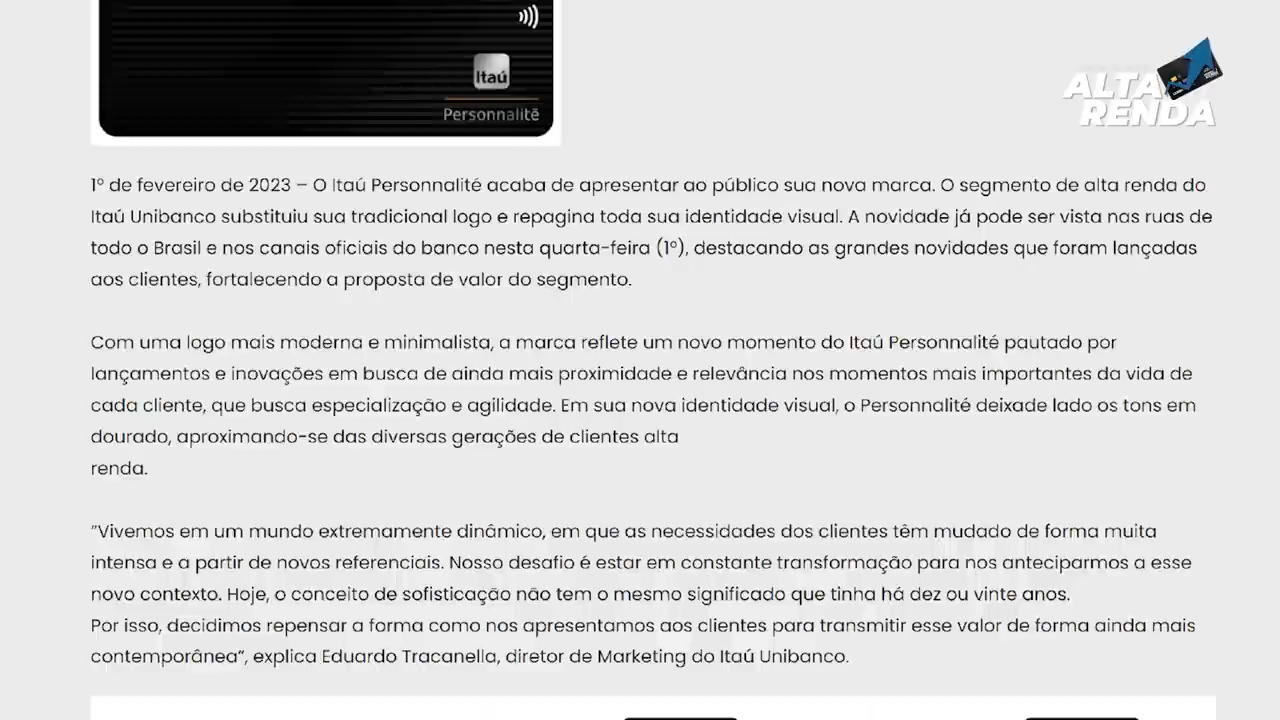 Itaú
Personnalitē
ALTA
RENDA
1º de fevereiro de 2023 – O Itaú Personnalité acaba de apresentar ao público sua nova marca. O segmento de alta renda do
Itaú Unibanco substituiu sua tradicional logo e repagina toda sua identidade visual. A novidade já pode ser vista nas ruas de
todo o Brasil e nos canais oficiais do banco nesta quarta-feira (1º), destacando as grandes novidades que foram lançadas
aos clientes, fortalecendo a proposta de valor do segmento.
Com uma logo mais moderna e minimalista, a marca reflete um novo momento do Itaú Personnalité pautado por
lançamentos e inovações em busca de ainda mais proximidade e relevância nos momentos mais importantes da vida de
cada cliente, que busca especialização e agilidade. Em sua nova identidade visual, o Personnalité deixade lado os tons em
dourado, aproximando-se das diversas gerações de clientes alta
renda.
“Vivemos em um mundo extremamente dinâmico, em que as necessidades dos clientes têm mudado de forma muita
intensa e a partir de novos referenciais. Nosso desafio é estar em constante transformação para nos anteciparmos a esse
novo contexto. Hoje, o conceito de sofisticação não tem o mesmo significado que tinha há dez ou vinte anos.
Por isso, decidimos repensar a forma como nos apresentamos aos clientes para transmitir esse valor de forma ainda mais
contemporânea“, explica Eduardo Tracanella, diretor de Marketing do Itaú Unibanco.